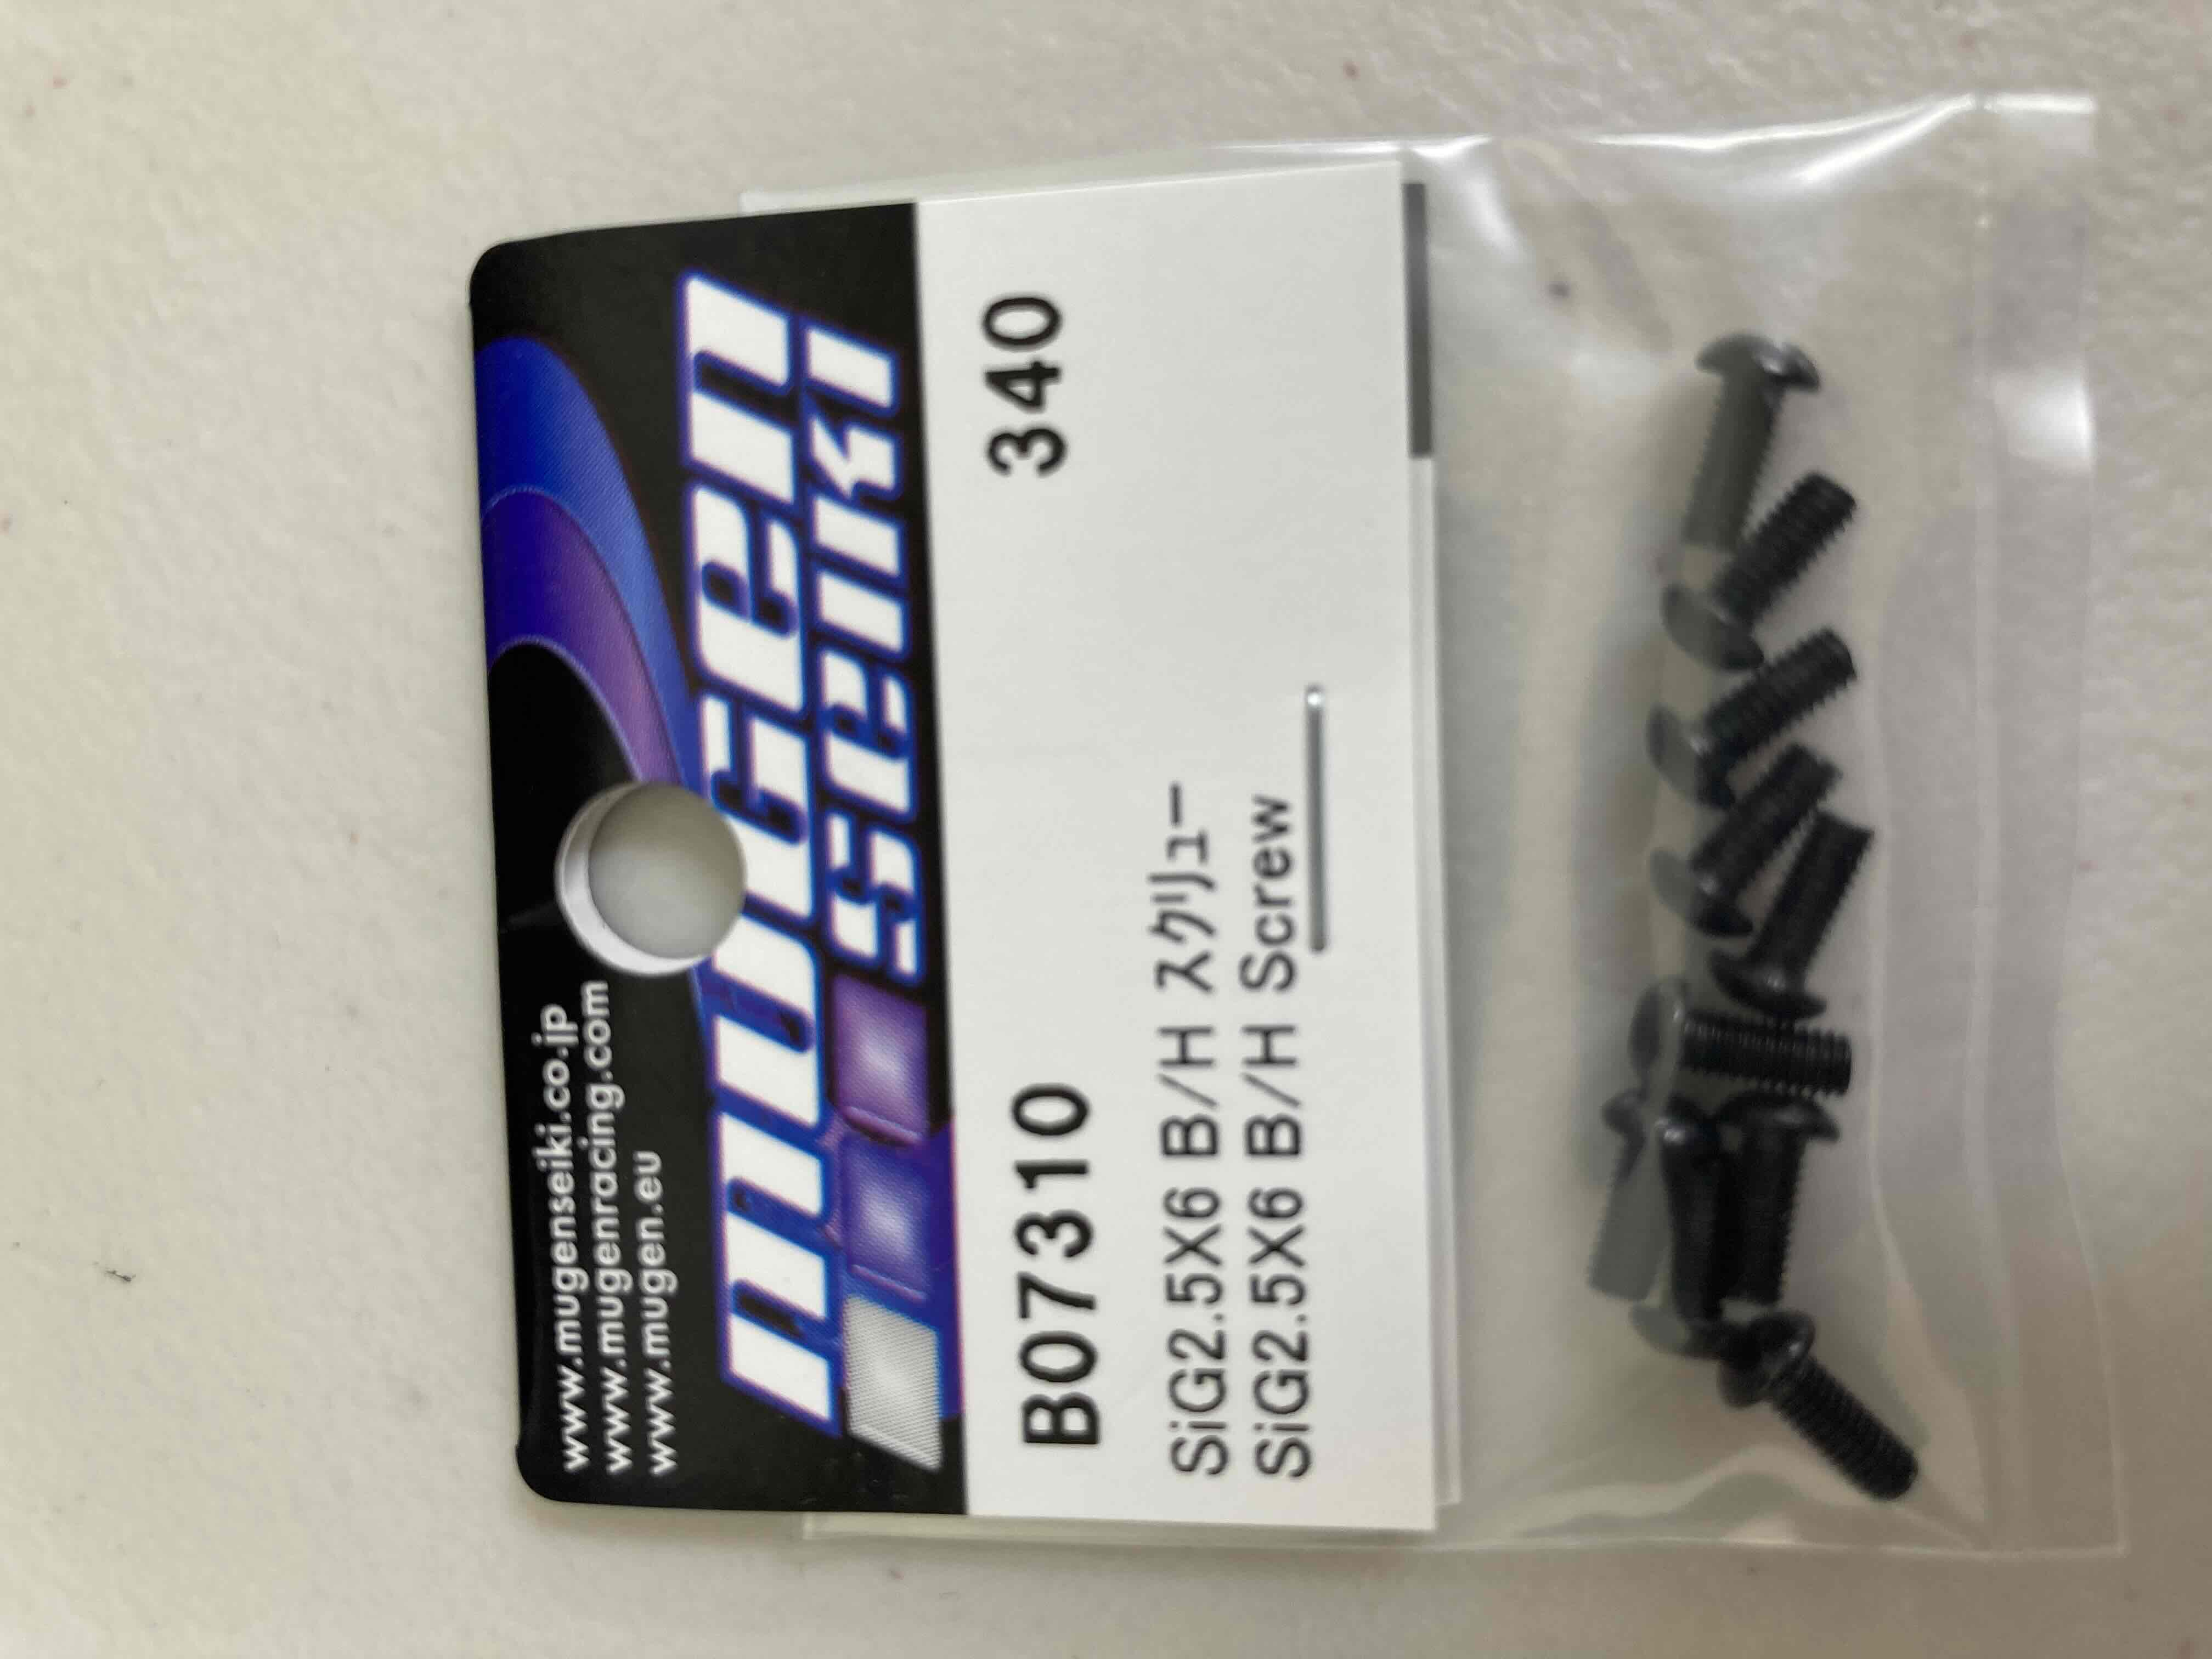 www.mugenseiki.co.jp
www.mugenracing.com
www.mugen.eu
mugen
seiki
B07310 340
SiG2.5X6 B/H スクリュー
SiG2.5X6 B/H Screw